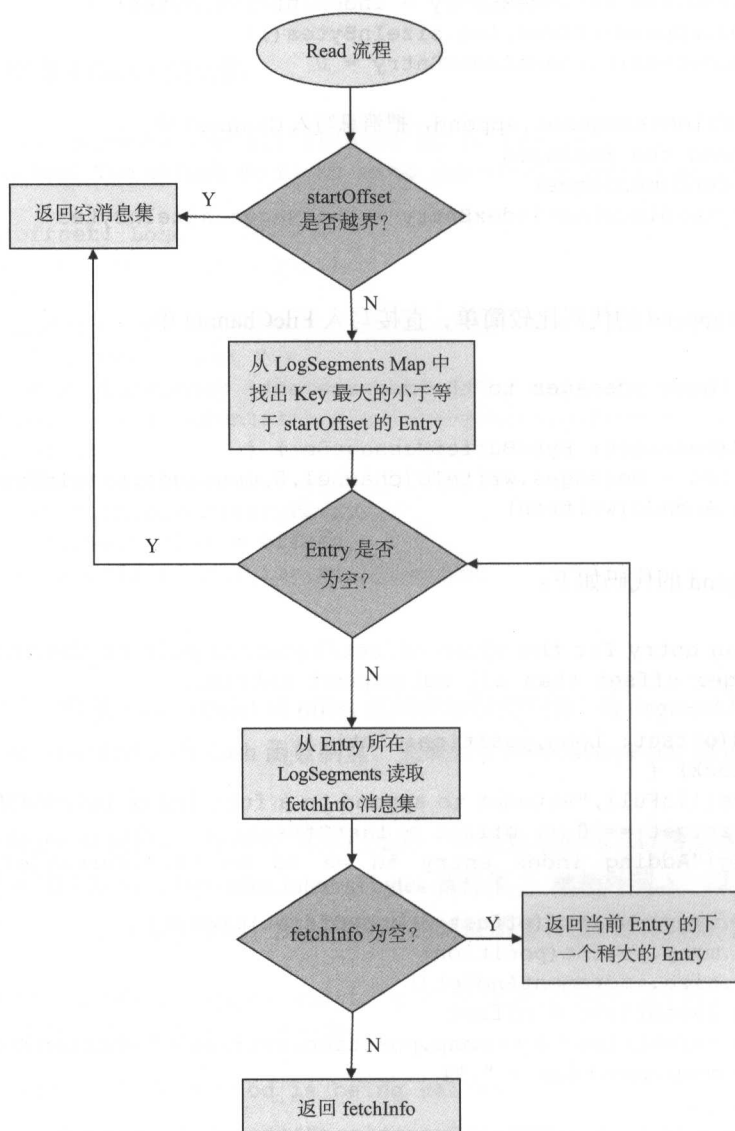 Read 流程
startOffset
是否越界?
Y
返回空消息集
N
从 LogSegments Map 中
找出 Key 最大的小于等
于 startOffset 的 Entry
Entry 是否
为空?
Y
N
从 Entry 所在
LogSegments 读取
fetchInfo 消息集
fetchInfo 为空?
Y
返回当前 Entry 的下
一个稍大的 Entry
N
返回 fetchInfo